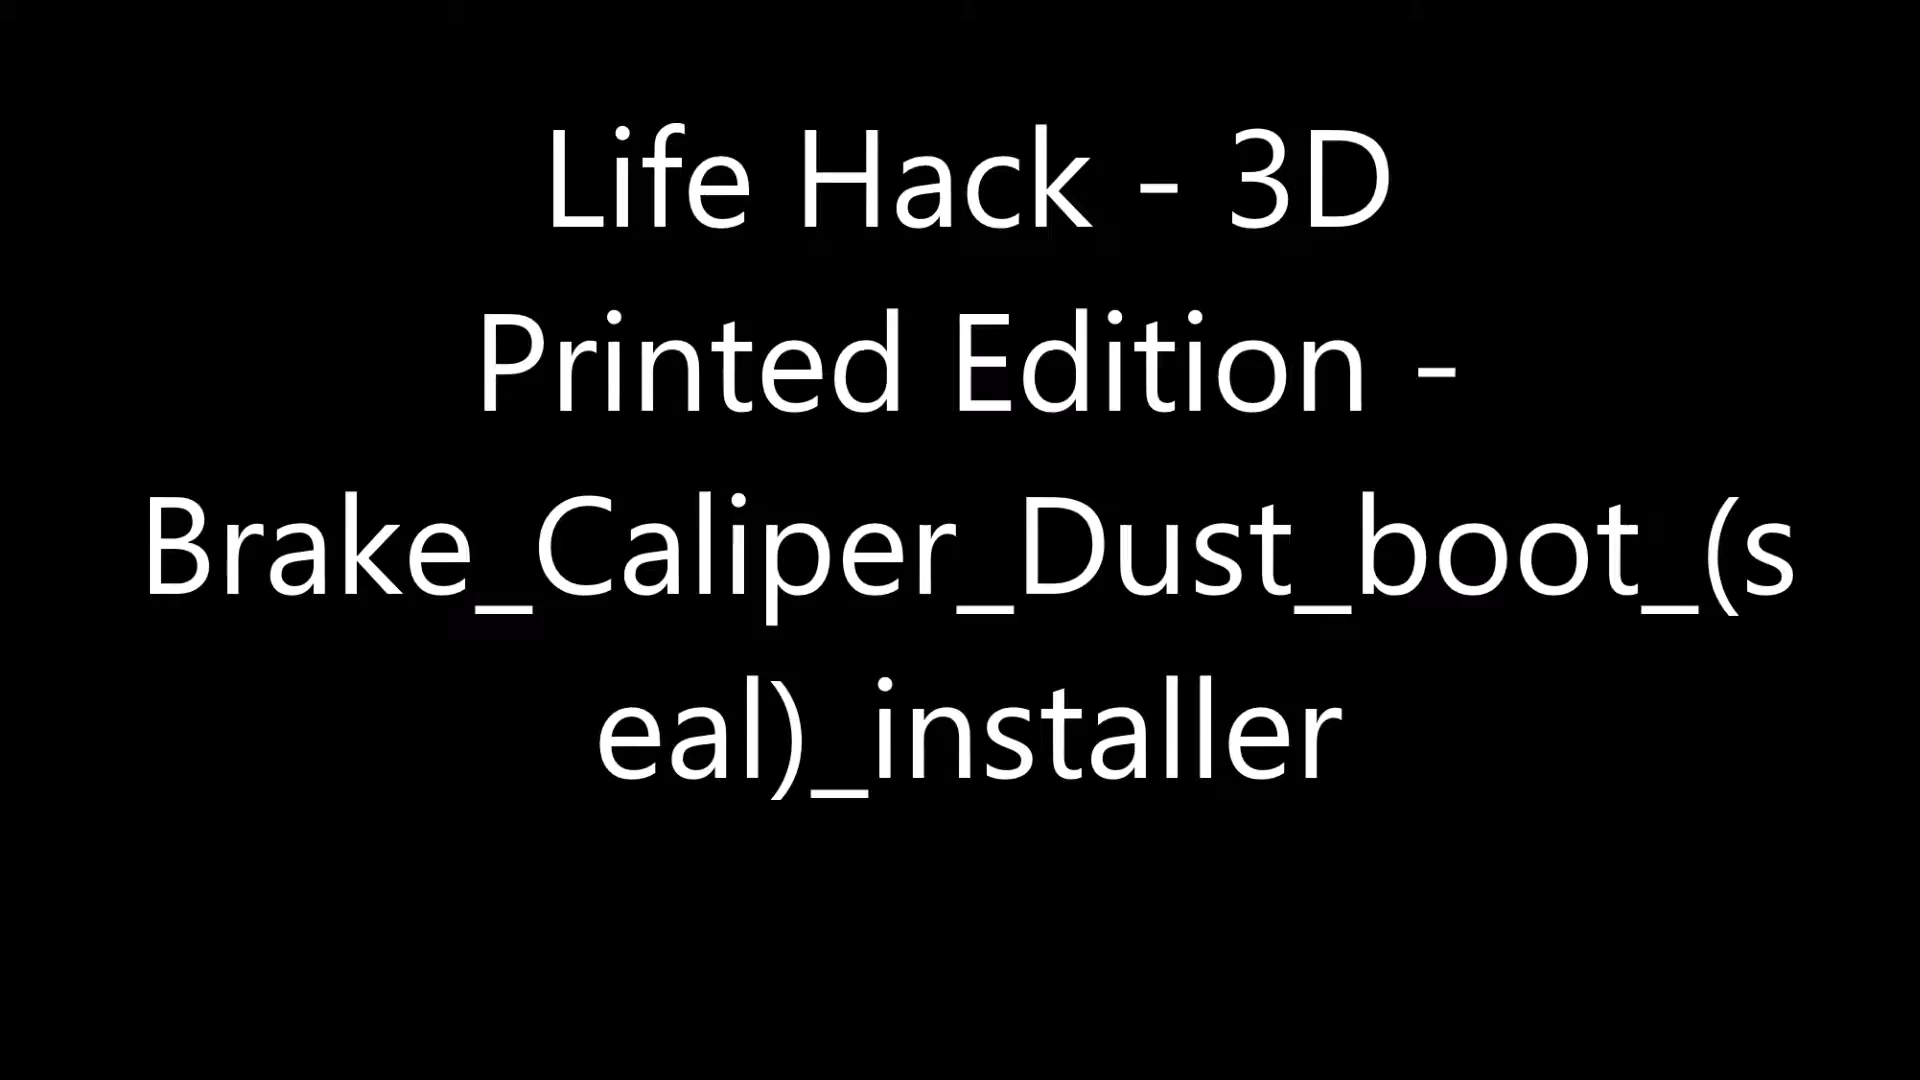 Life Hack - 3D
Printed Edition -
Brake_Caliper_Dust_boot_(s
eal)_installer